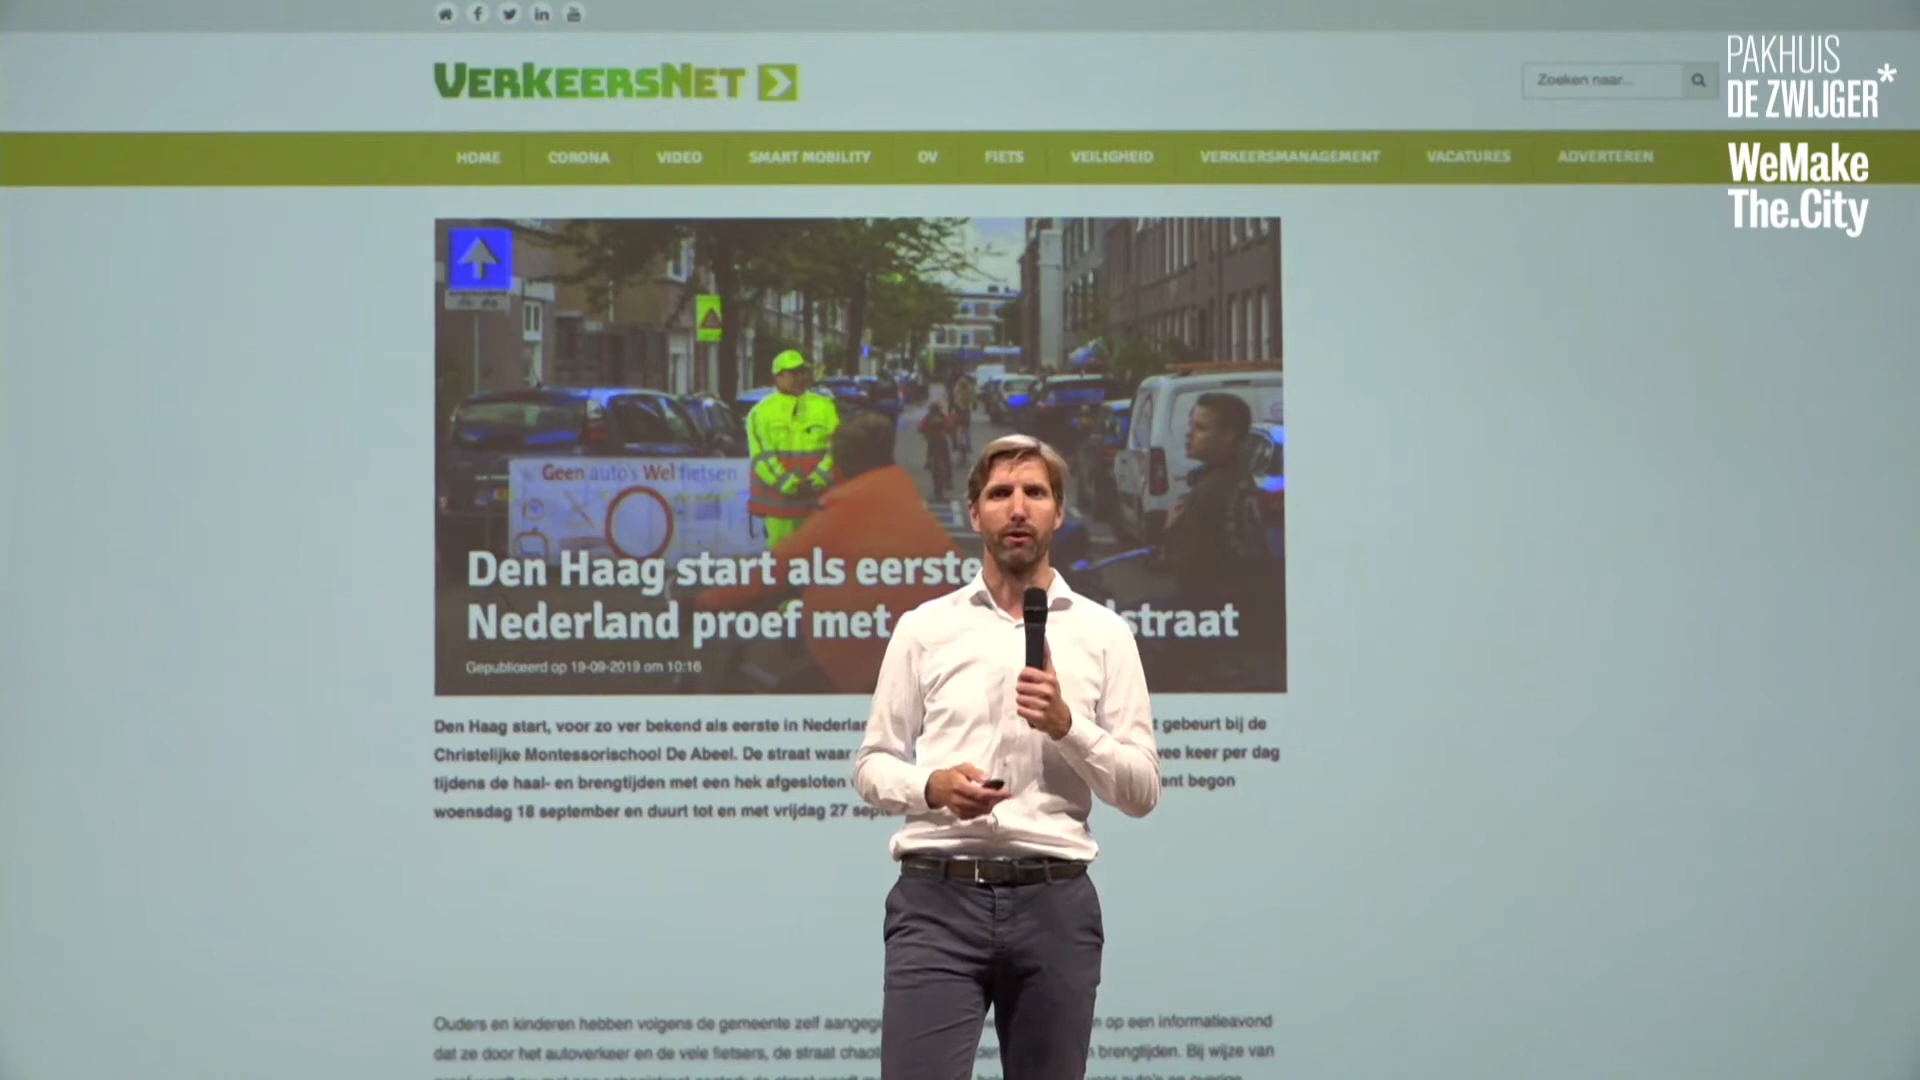 PAKHUIS
DE ZWIJGER*
WeMake
The.City
VERKEERSNET
Zoeken naar...
HOME CORONA VIDEO SMART MOBILITY OV FIETS VEILIGHEID VERKEERSMANAGEMENT VACATURES ADVERTEREN
Geen auto's Wel fietsen
Den Haag start als eerste
Nederland proef met straat
Gepubliceerd op 19-09-2019 om 10:16
Den Haag start, voor zo ver bekend als eerste in t gebeurt bij de
Christelijke Montessorischool De Abeel. De straat waar keer per dag
tijdens de haal- en brengtijden met een hek afgesloten begon
woensdag 18 september en duurt tot en met vrijdag 27
Ouders en kinderen hebben volgens de gemeente zelf op een informatieavond
dat ze door het autoverkeer en de vele fietsers, de straat brengtijden. Bij wijze van